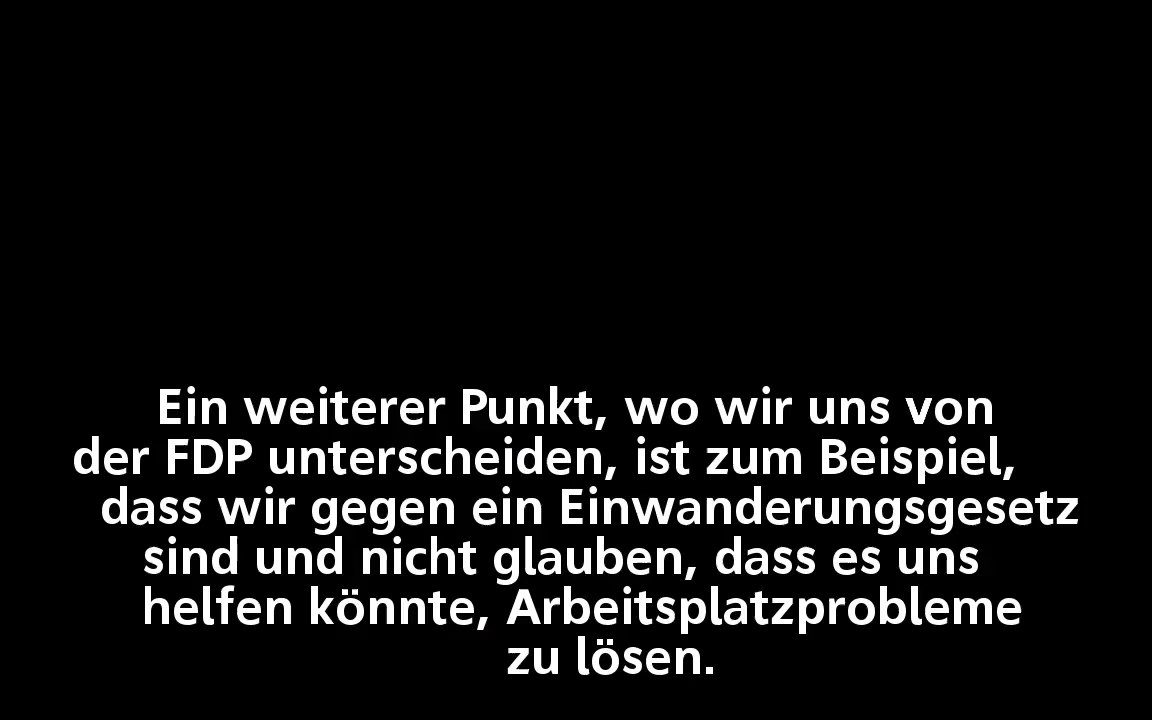 Ein weiterer Punkt, wo wir uns von
der FDP unterscheiden, ist zum Beispiel,
dass wir gegen ein Einwanderungsgesetz
sind und nicht glauben, dass es uns
helfen könnte, Arbeitsplatzprobleme
zu lösen.